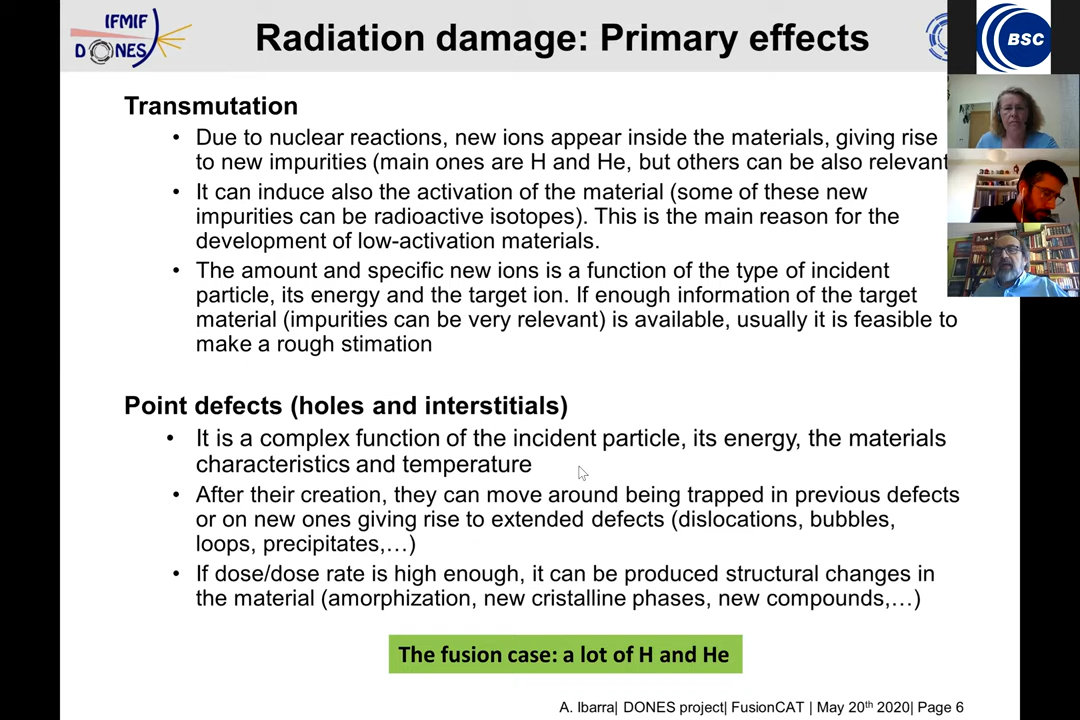 IFMIF
DONES
Radiation damage: Primary effects
BSC
Transmutation
• Due to nuclear reactions, new ions appear inside the materials, giving rise
to new impurities (main ones are H and He, but others can be also relevant
• It can induce also the activation of the material (some of these new
impurities can be radioactive isotopes). This is the main reason for the
development of low-activation materials.
• The amount and specific new ions is a function of the type of incident
particle, its energy and the target ion. If enough information of the target
material (impurities can be very relevant) is available, usually it is feasible to
make a rough stimation
Point defects (holes and interstitials)
• It is a complex function of the incident particle, its energy, the materials
characteristics and temperature
• After their creation, they can move around being trapped in previous defects
or on new ones giving rise to extended defects (dislocations, bubbles,
loops, precipitates,…)
• If dose/dose rate is high enough, it can be produced structural changes in
the material (amorphization, new cristalline phases, new compounds,…)
The fusion case: a lot of H and He
A. Ibarra| DONES project| FusionCAT | May 20th 2020| Page 6